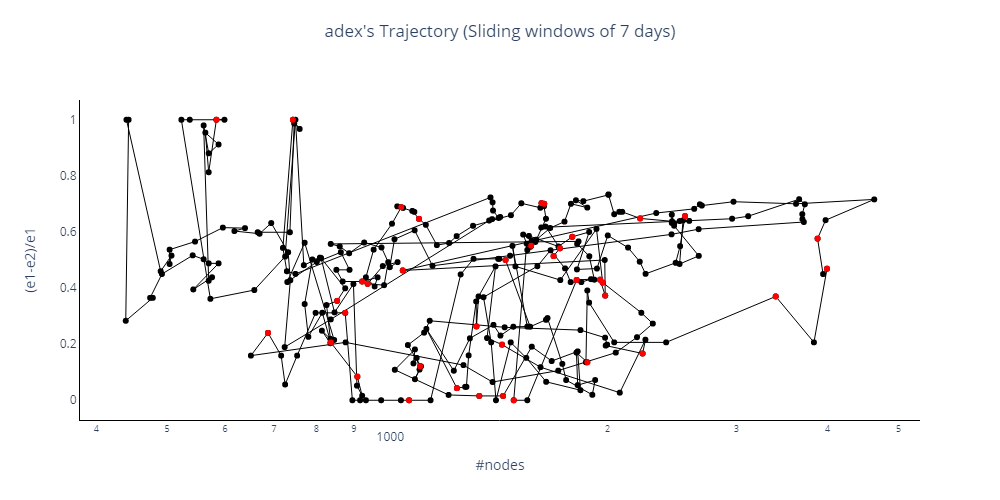 adex's Trajectory (Sliding windows of 7 days)
1
0.8
0.6
0.4
0.2
0
(e1-e2)/e1
4 5 6 7 8 9 1000 2 3 4 5
#nodes